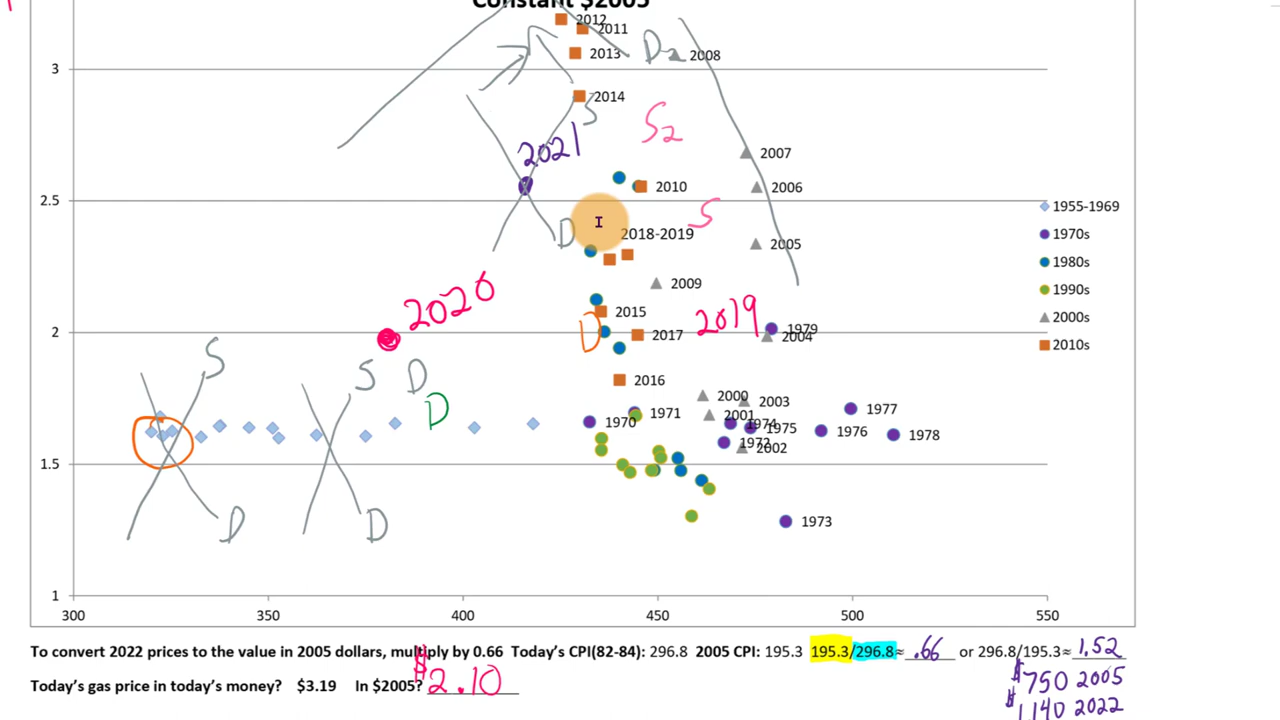 Constant $2005
2012
2011
2013
D2
2008
3
2014
S
S2
2021
2007
2010
2006
2.5
S
1955-1969
D
2018-2019
1970s
2005
1980s
2009
1990s
2020
2015
2000s
2
D
2017
2019
1979
2004
2010s
S
S
D
2016
D
2000
2003
1970
1971
2001
1974
1975
1977
1976
1978
1972
2002
1.5
D
D
1973
1
300
350
400
450
500
550
To convert 2022 prices to the value in 2005 dollars, multiply by 0.66 Today's CPI(82-84): 296.8 2005 CPI: 195.3 195.3/296.8≈ .66 or 296.8/195.3≈ 1.52
Today's gas price in today's money? $3.19 In $2005? $2.10
$750 2005
$1,140 2022